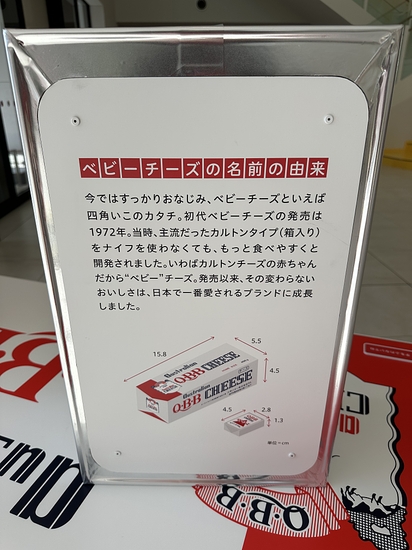 ベビーチーズの名前の由来
今ではすっかりおなじみ、ベビーチーズといえば
四角いこのカタチ。初代ベビーチーズの発売は
1972年。当時、主流だったカルトンタイプ(箱入り)
をナイフを使わなくても、もっと食べやすくと
開発されました。いわばカルトンチーズの赤ちゃん
だから“ベビー”チーズ。発売以来、その変わらない
おいしさは、日本で一番愛されるブランドに成長
しました。
15.8
5.5
4.5
Australian
Q·B·B CHEESE
Australian
Q·B·B CHEESE
4.5
2.8
1.3
単位=cm
Q·B·B